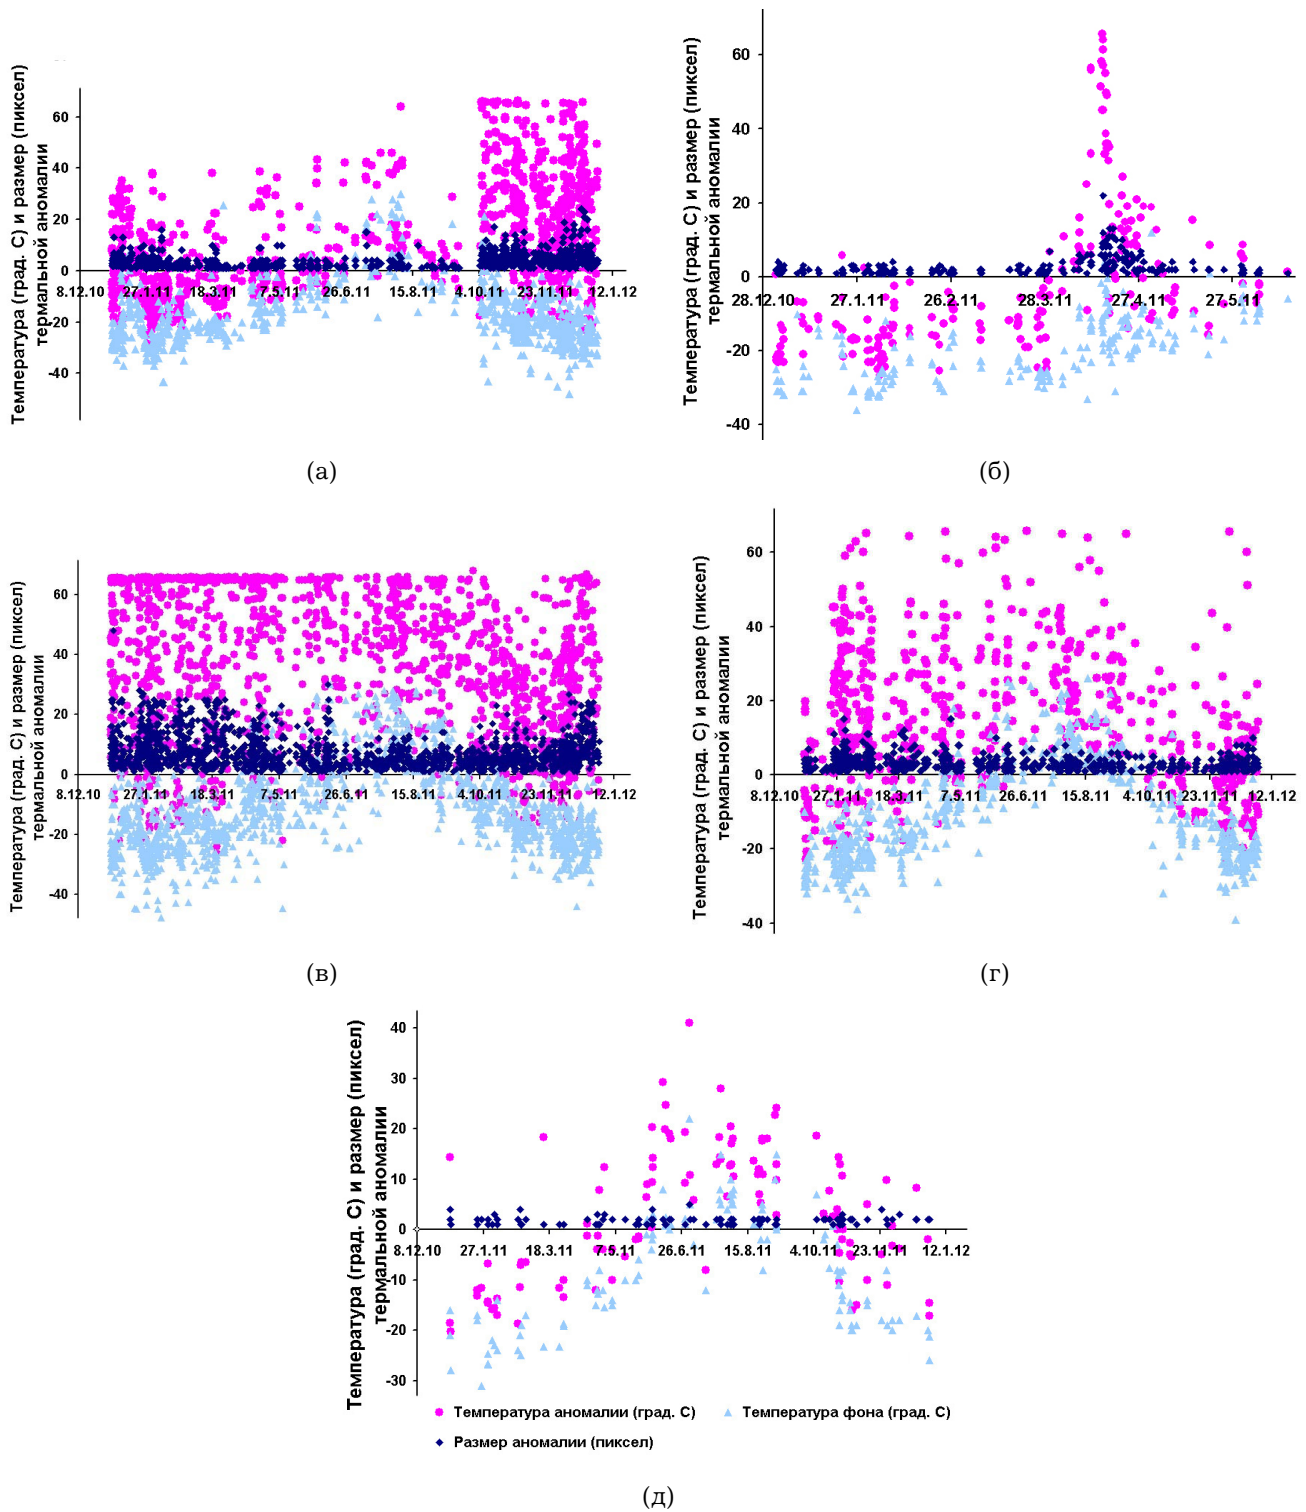 Температура (град. С) и размер (пиксел)
термальной аномалии
60
40
20
0
-20
-40
8.12.10 27.1.11 18.3.11 7.5.11 26.6.11 15.8.11 4.10.11 23.11.11 12.1.12
(а)
Температура (град. С) и размер (пиксел)
термальной аномалии
60
40
20
0
-20
-40
28.12.10 27.1.11 26.2.11 28.3.11 27.4.11 27.5.11
(б)
Температура (град. С) и размер (пиксел)
термальной аномалии
60
40
20
0
-20
-40
8.12.10 27.1.11 18.3.11 7.5.11 26.6.11 15.8.11 4.10.11 23.11.11 12.1.12
(в)
Температура (град. С) и размер (пиксел)
термальной аномалии
60
40
20
0
-20
-40
8.12.10 27.1.11 18.3.11 7.5.11 26.6.11 15.8.11 4.10.11 23.11.11 12.1.12
(г)
Температура (град. С) и размер (пиксел)
термальной аномалии
40
30
20
10
0
-10
-20
-30
8.12.10 27.1.11 18.3.11 7.5.11 26.6.11 15.8.11 4.10.11 23.11.11 12.1.12
Температура аномалии (град. С) Температура фона (град. С)
Размер аномалии (пиксел)
(д)